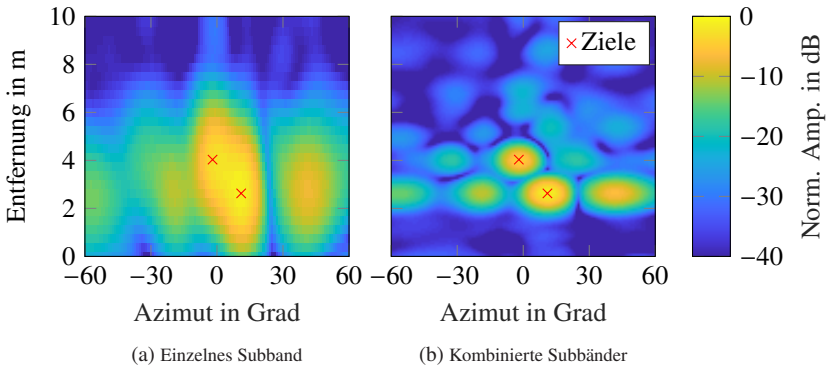 Entfernung in m
10
8
6
4
2
0
−60 −30 0 30 60
Azimut in Grad
(a) Einzelnes Subband
× Ziele
−60 −30 0 30 60
Azimut in Grad
(b) Kombinierte Subbänder
0
−10
−20
−30
−40
Norm. Amp. in dB